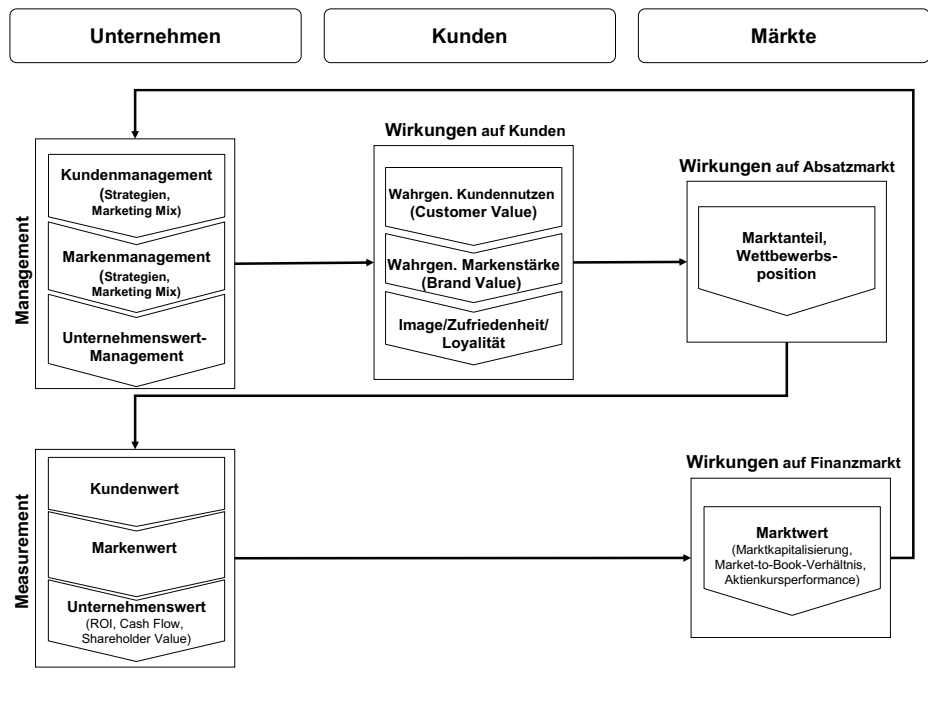 Unternehmen
Kunden
Märkte
Management
Kundenmanagement
(Strategien,
Marketing Mix)
Markenmanagement
(Strategien,
Marketing Mix)
Unternehmenswert-
Management
Wirkungen auf Kunden
Wahrgen. Kundennutzen
(Customer Value)
Wahrgen. Markenstärke
(Brand Value)
Image/Zufriedenheit/
Loyalität
Wirkungen auf Absatzmarkt
Marktanteil,
Wettbewerbs-
position
Measurement
Kundenwert
Markenwert
Unternehmenswert
(ROI, Cash Flow,
Shareholder Value)
Wirkungen auf Finanzmarkt
Marktwert
(Marktkapitalisierung,
Market-to-Book-Verhältnis,
Aktienkursperformance)